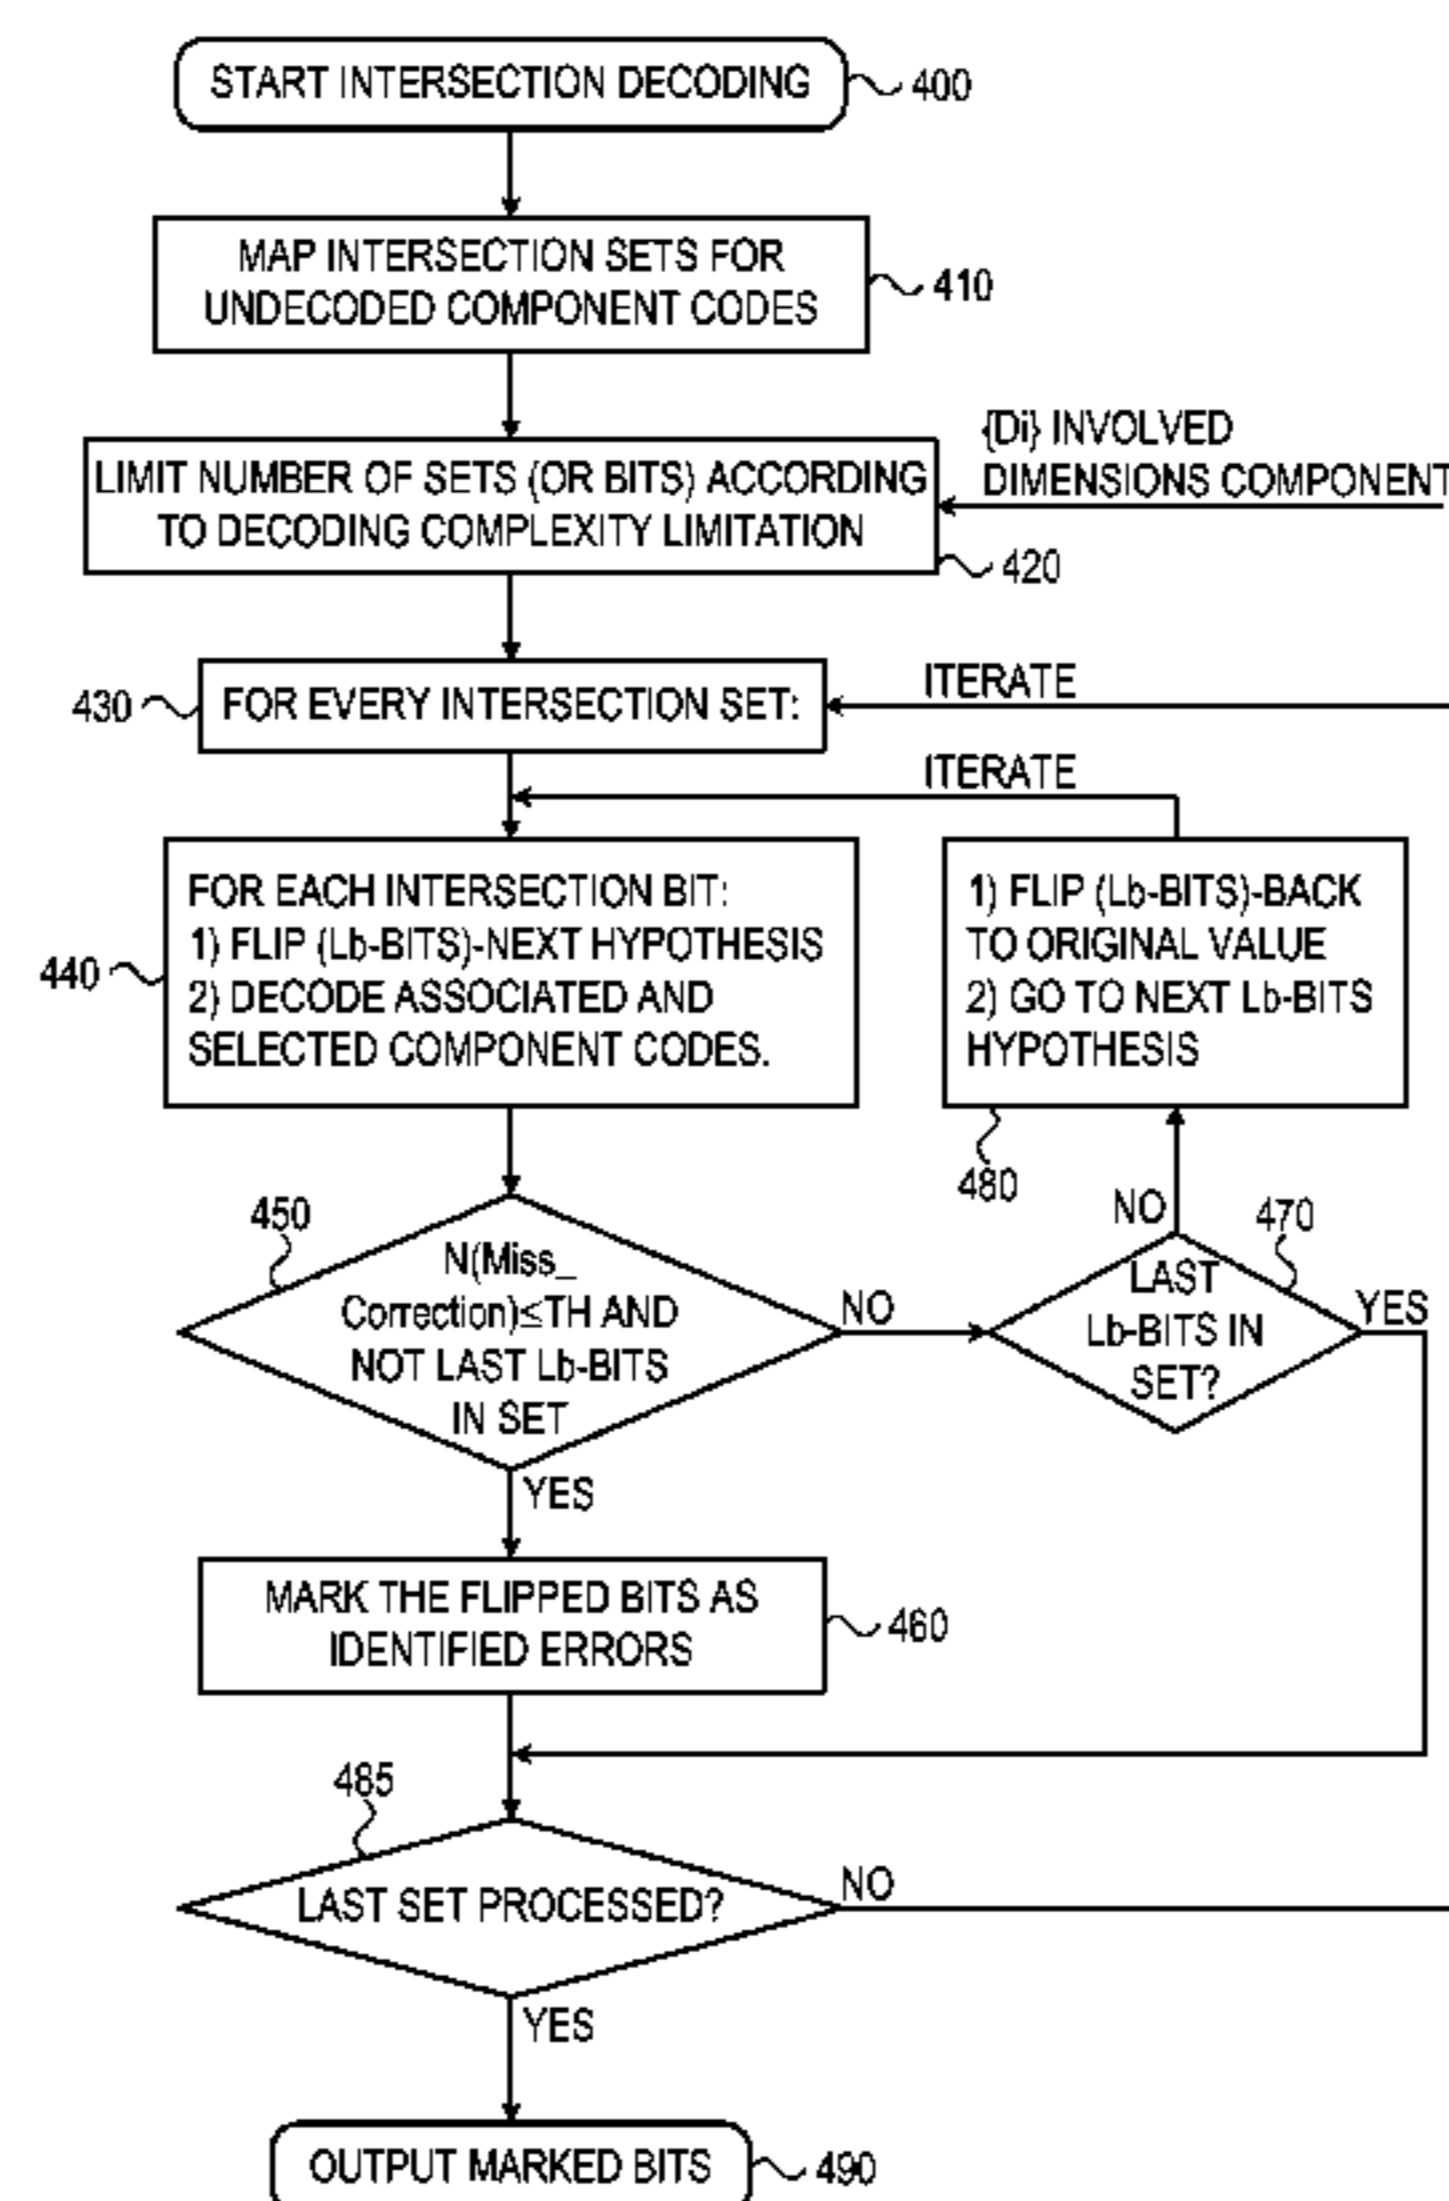 START INTERSECTION DECODING
400
MAP INTERSECTION SETS FOR
UNDECODED COMPONENT CODES
410
{Di} INVOLVED
DIMENSIONS COMPONENT
LIMIT NUMBER OF SETS (OR BITS) ACCORDING
TO DECODING COMPLEXITY LIMITATION
420
430
FOR EVERY INTERSECTION SET:
ITERATE
ITERATE
440
FOR EACH INTERSECTION BIT:
1) FLIP (Lb-BITS)-NEXT HYPOTHESIS
2) DECODE ASSOCIATED AND
SELECTED COMPONENT CODES.
1) FLIP (Lb-BITS)-BACK
TO ORIGINAL VALUE
2) GO TO NEXT Lb-BITS
HYPOTHESIS
480
450
N(Miss_
Correction)≤TH AND
NOT LAST Lb-BITS
IN SET
NO
YES
NO
470
LAST
Lb-BITS IN
SET?
YES
MARK THE FLIPPED BITS AS
IDENTIFIED ERRORS
460
485
LAST SET PROCESSED?
NO
YES
OUTPUT MARKED BITS
490